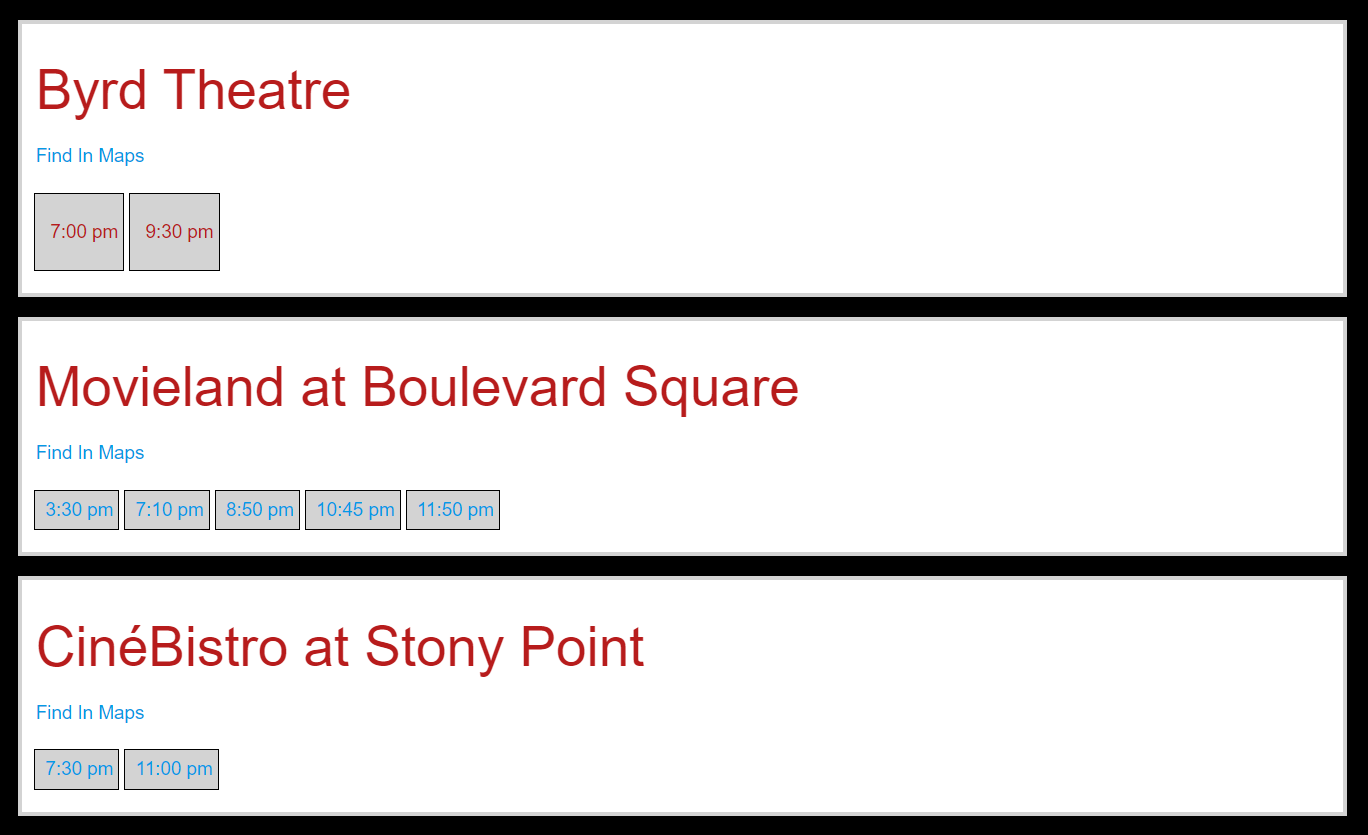 Byrd Theatre
Find In Maps
7:00 pm 9:30 pm
Movieland at Boulevard Square
Find In Maps
3:30 pm 7:10 pm 8:50 pm 10:45 pm 11:50 pm
CinéBistro at Stony Point
Find In Maps
7:30 pm 11:00 pm